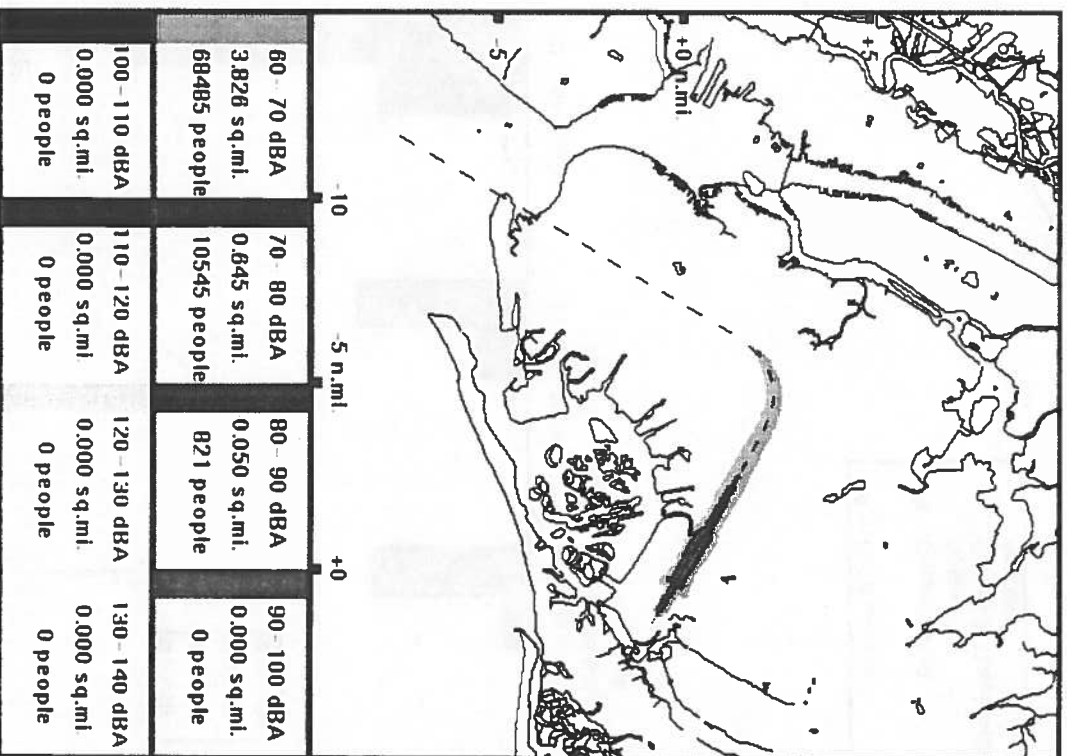 +5
+0 n.mi.
-5
-10
-5 n.mi.
+0
60 - 70 dBA
3.826 sq.mi.
68485 people
70 - 80 dBA
0.645 sq.mi.
10545 people
80 - 90 dBA
0.050 sq.mi.
821 people
90 - 100 dBA
0.000 sq.mi.
0 people
100 - 110 dBA
0.000 sq.mi.
0 people
110 - 120 dBA
0.000 sq.mi.
0 people
120 - 130 dBA
0.000 sq.mi.
0 people
130 - 140 dBA
0.000 sq.mi.
0 people